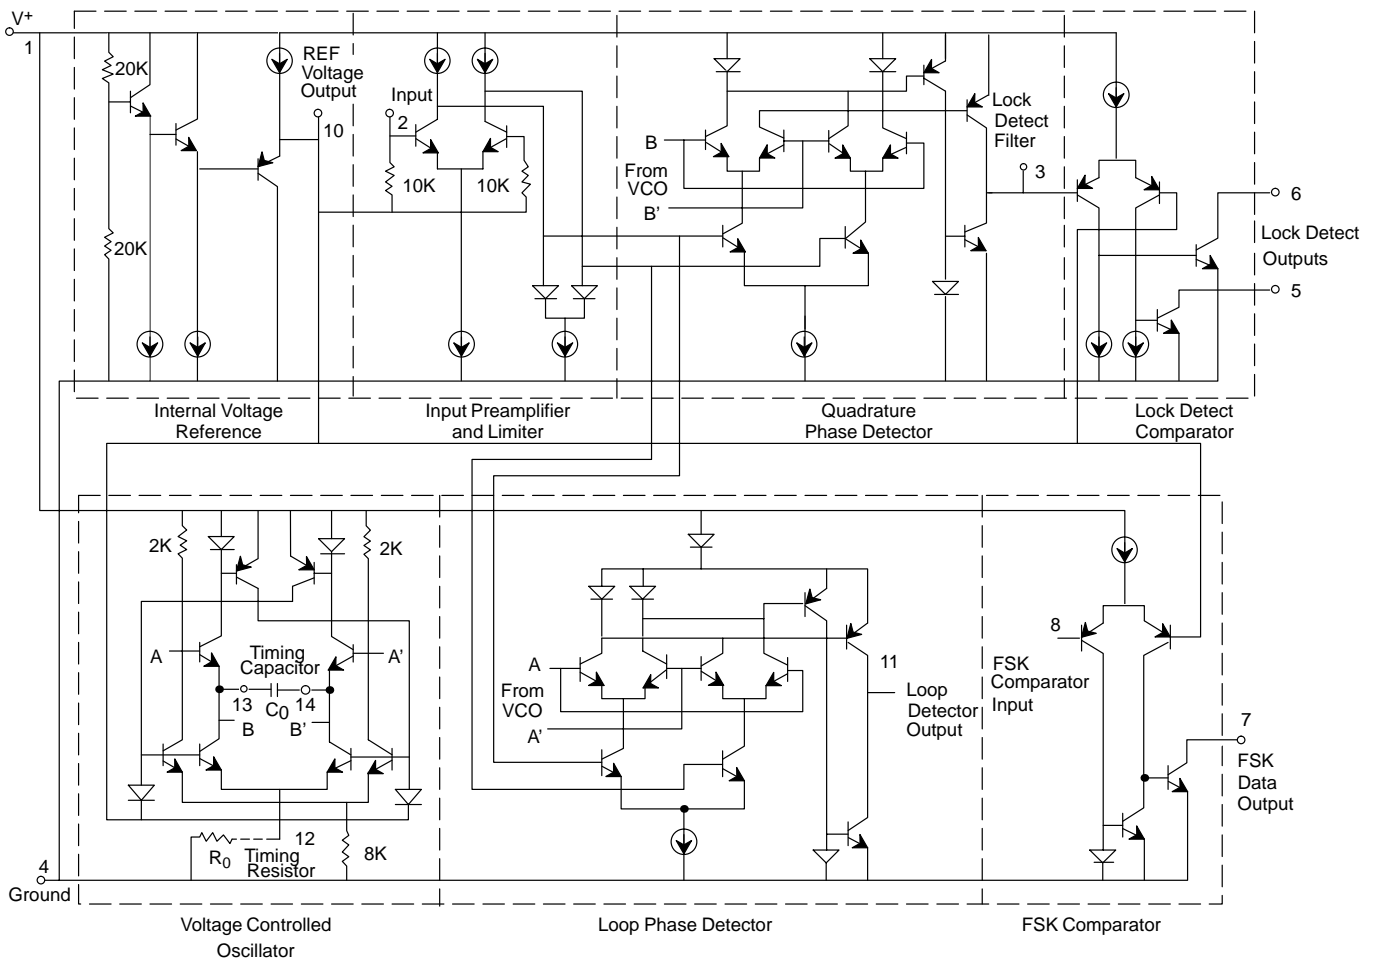 V+
1
20K
20K
REF
Voltage
Output
10
Input
2
10K
10K
B
From
VCO
B'
Lock
Detect
Filter
3
6
Lock Detect
Outputs
5
Internal Voltage
Reference
Input Preamplifier
and Limiter
Quadrature
Phase Detector
Lock Detect
Comparator
2K
2K
A
Timing
Capacitor
A'
13
C0
14
B
B'
12
R0
Timing
Resistor
8K
4
Ground
A
From
VCO
A'
11
Loop
Detector
Output
8
FSK
Comparator
Input
7
FSK
Data
Output
Voltage Controlled
Oscillator
Loop Phase Detector
FSK Comparator